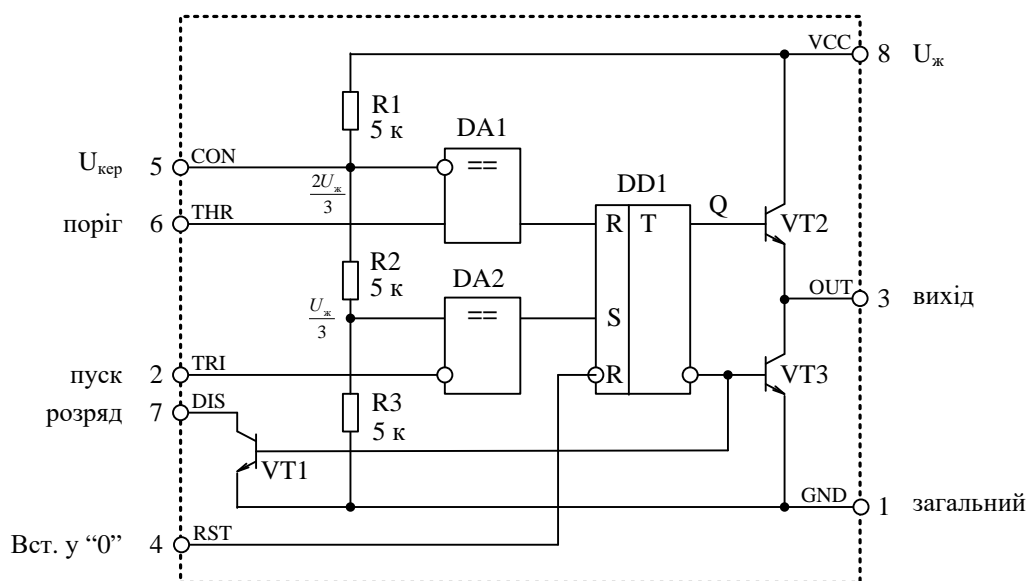 VCC 8 Uж
R1
5 к
DA1
Uкер 5 CON == DD1
2Uж/3 Q
поріг 6 THR R T VT2
R2
5 к
DA2
OUT 3 вихід
Uж/3 == S
пуск 2 TRI R VT3
розряд 7 DIS R3
5 к
VT1
GND 1 загальний
Вст. у “0” 4 RST